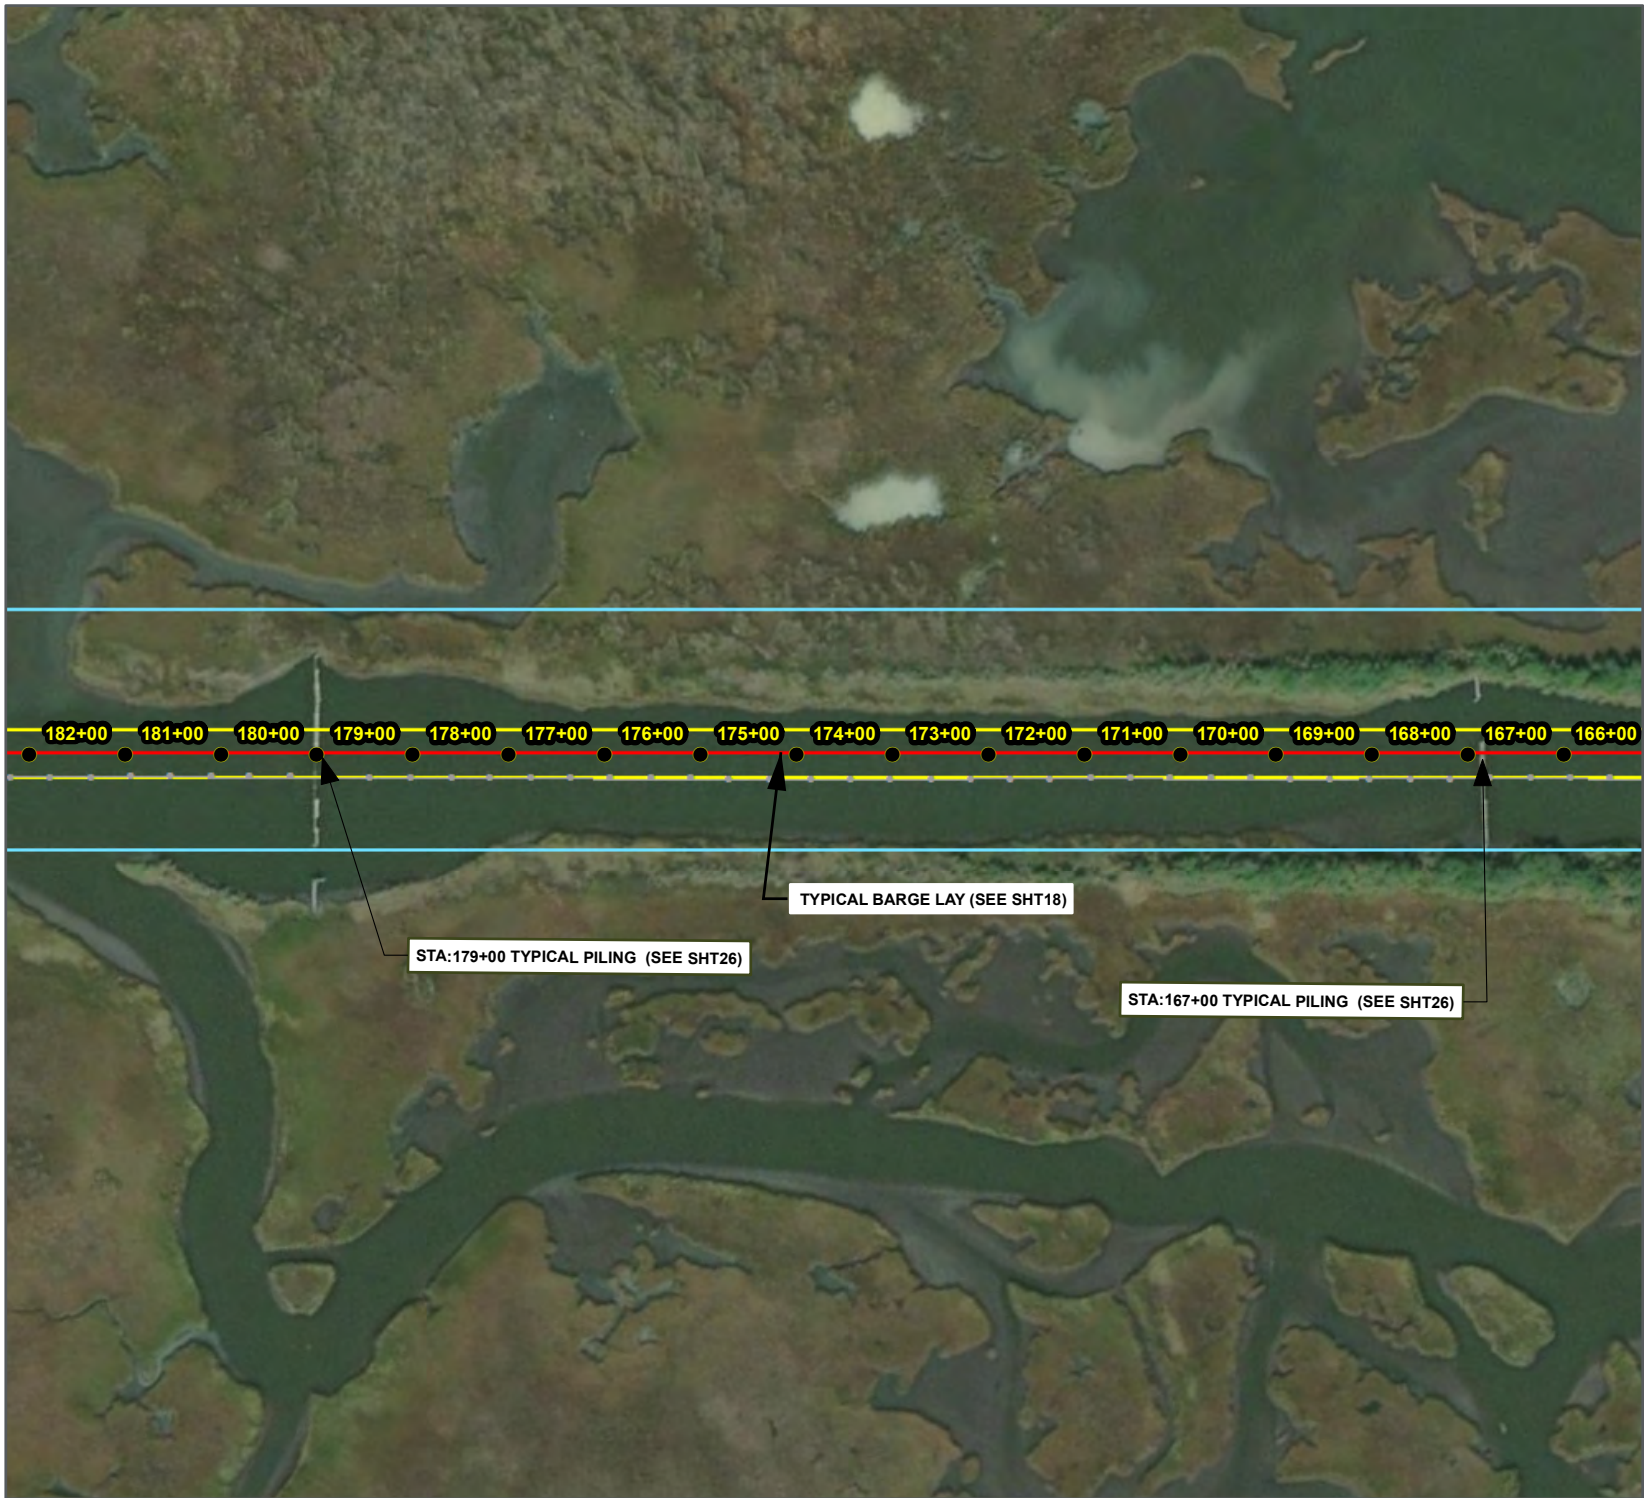 182+00 181+00 180+00 179+00 178+00 177+00 176+00 175+00 174+00 173+00 172+00 171+00 170+00 169+00 168+00 167+00 166+00
TYPICAL BARGE LAY (SEE SHT18)
STA:179+00 TYPICAL PILING (SEE SHT26)
STA:167+00 TYPICAL PILING (SEE SHT26)